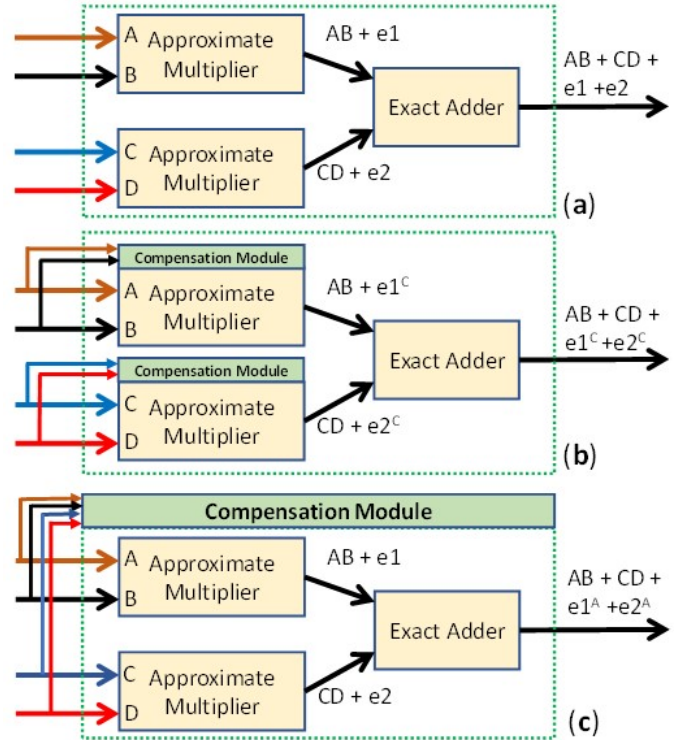 A
B
Approximate
Multiplier
AB + e1
C
D
Approximate
Multiplier
CD + e2
Exact Adder
AB + CD +
e1 +e2
(a)
Compensation Module
A
B
Approximate
Multiplier
AB + e1ᶜ
Compensation Module
C
D
Approximate
Multiplier
CD + e2ᶜ
Exact Adder
AB + CD +
e1ᶜ +e2ᶜ
(b)
Compensation Module
A
B
Approximate
Multiplier
AB + e1
C
D
Approximate
Multiplier
CD + e2
Exact Adder
AB + CD +
e1ᴬ +e2ᴬ
(c)